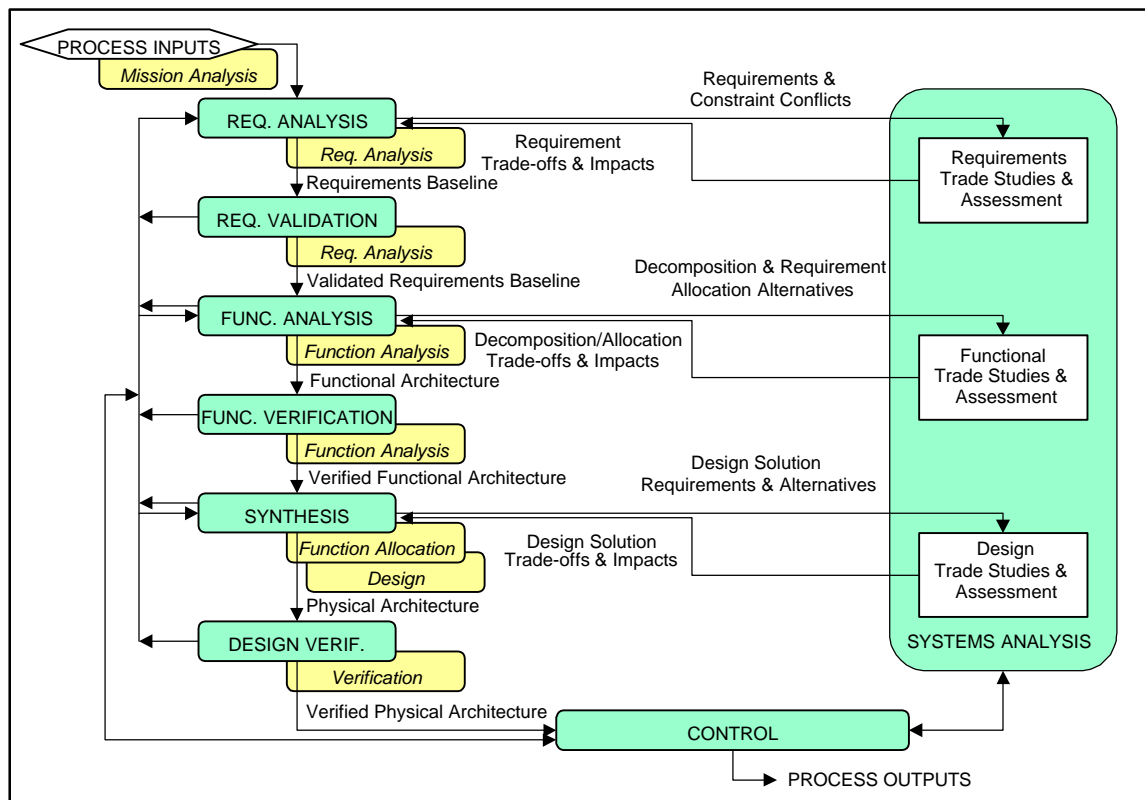 PROCESS INPUTS
Mission Analysis
Requirements &
Constraint Conflicts
REQ. ANALYSIS
Req. Analysis
Requirement
Trade-offs & Impacts
Requirements
Trade Studies &
Assessment
Requirements Baseline
REQ. VALIDATION
Req. Analysis
Validated Requirements Baseline
Decomposition & Requirement
Allocation Alternatives
FUNC. ANALYSIS
Function Analysis
Decomposition/Allocation
Trade-offs & Impacts
Functional
Trade Studies &
Assessment
Functional Architecture
FUNC. VERIFICATION
Function Analysis
Verified Functional Architecture
Design Solution
Requirements & Alternatives
SYNTHESIS
Function Allocation
Design
Design Solution
Trade-offs & Impacts
Design
Trade Studies &
Assessment
Physical Architecture
DESIGN VERIF.
Verification
SYSTEMS ANALYSIS
Verified Physical Architecture
CONTROL
PROCESS OUTPUTS